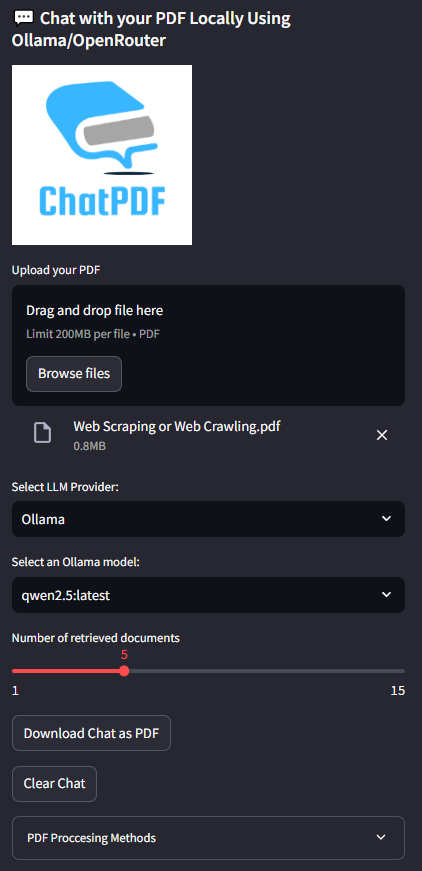 💬 Chat with your PDF Locally Using
Ollama/OpenRouter
ChatPDF
Upload your PDF
Drag and drop file here
Limit 200MB per file • PDF
Browse files
Web Scraping or Web Crawling.pdf
0.8MB
Select LLM Provider:
Ollama
Select an Ollama model:
qwen2.5:latest
Number of retrieved documents
5
1 15
Download Chat as PDF
Clear Chat
PDF Proccesing Methods